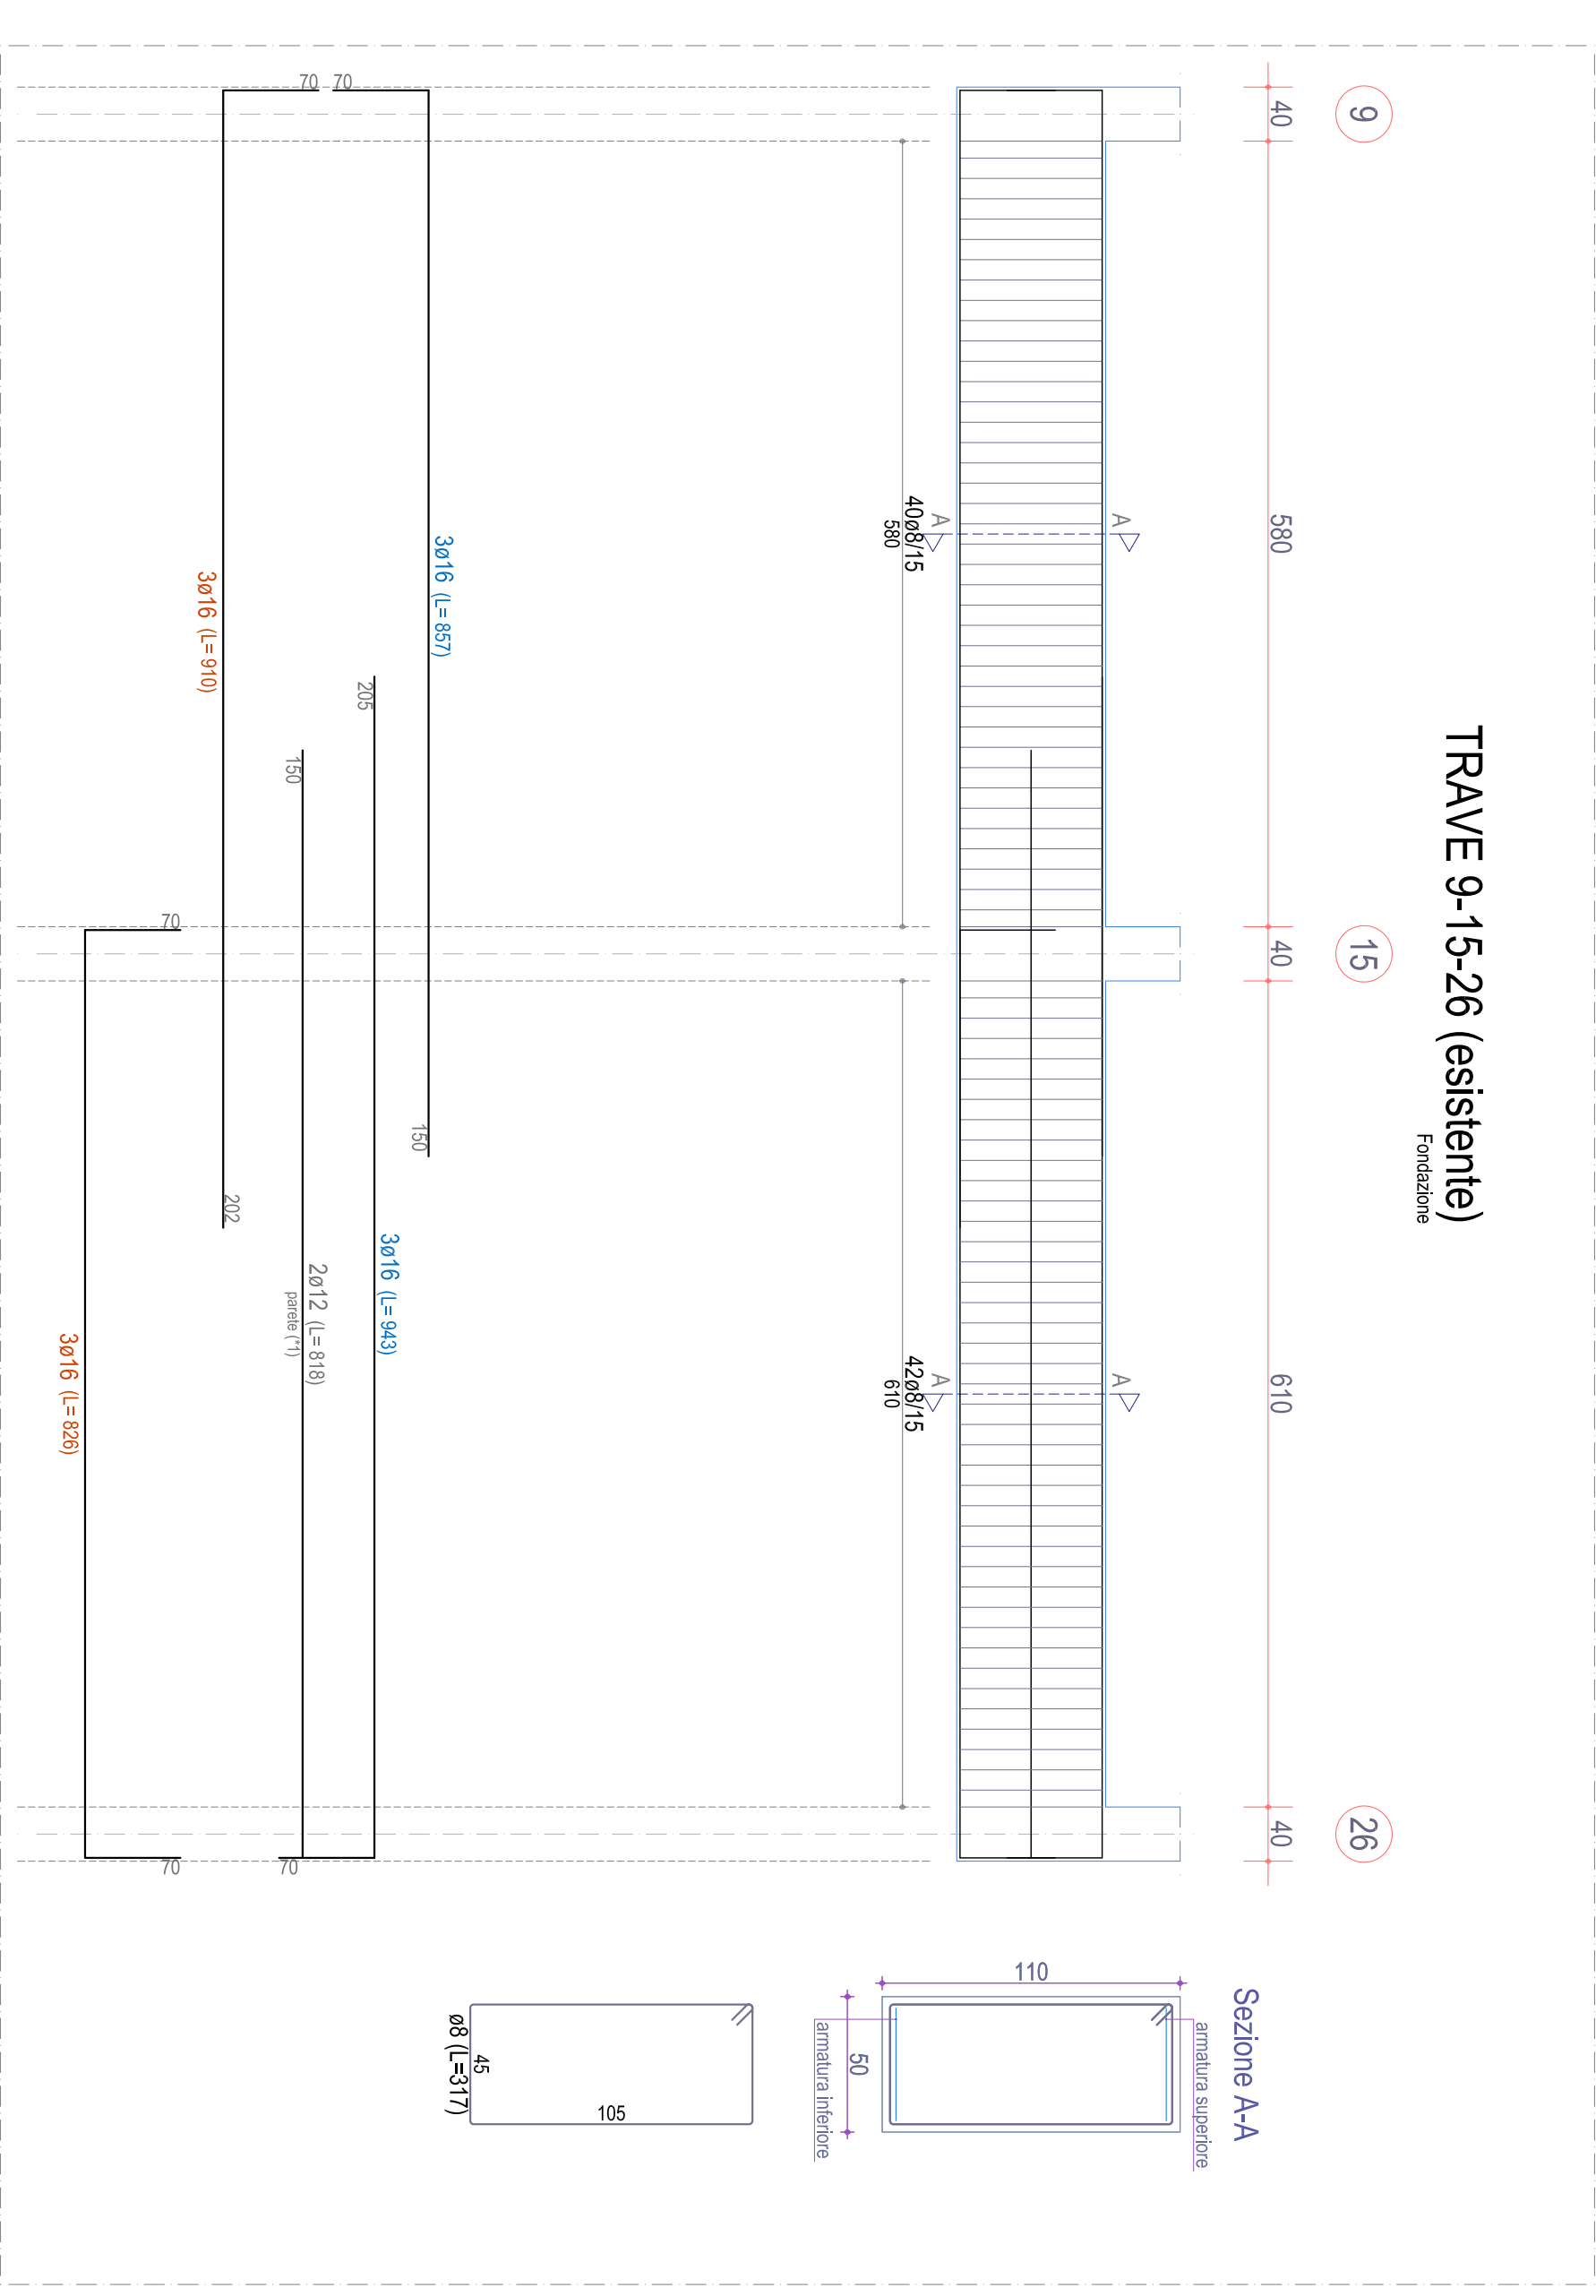 TRAVE 9-15-26 (esistente)
Fondazione
9
15
26
40
580
40
610
40
A
A
A
A
40ø8/15
580
42ø8/15
610
3ø16 (L= 857)
70
150
3ø16 (L= 943)
205
70
2ø12 (L= 818)
parete (*1)
150
3ø16 (L= 910)
70
202
3ø16 (L= 826)
70
70
Sezione A-A
armatura superiore
110
50
armatura inferiore
105
45
ø8 (L=317)